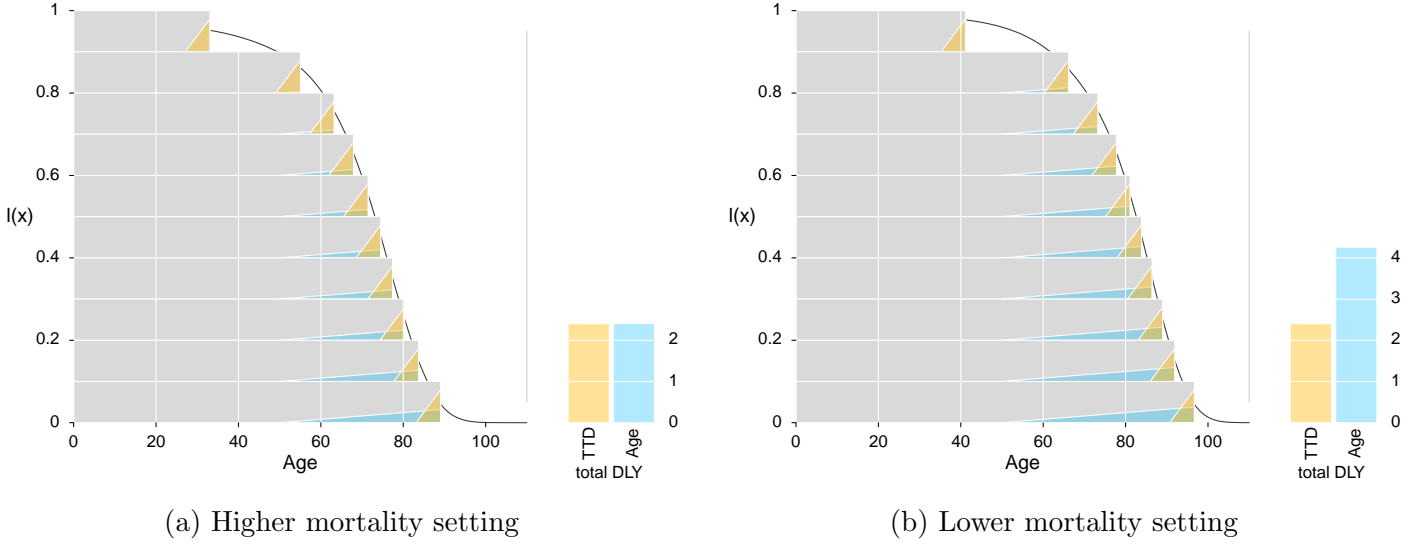 1
0.8
0.6
l(x)
0.4
0.2
0
0 20 40 60 80 100
Age
2
1
0
TTD
Age
total DLY
(a) Higher mortality setting
1
0.8
0.6
l(x)
0.4
0.2
0
0 20 40 60 80 100
Age
4
3
2
1
0
TTD
Age
total DLY
(b) Lower mortality setting